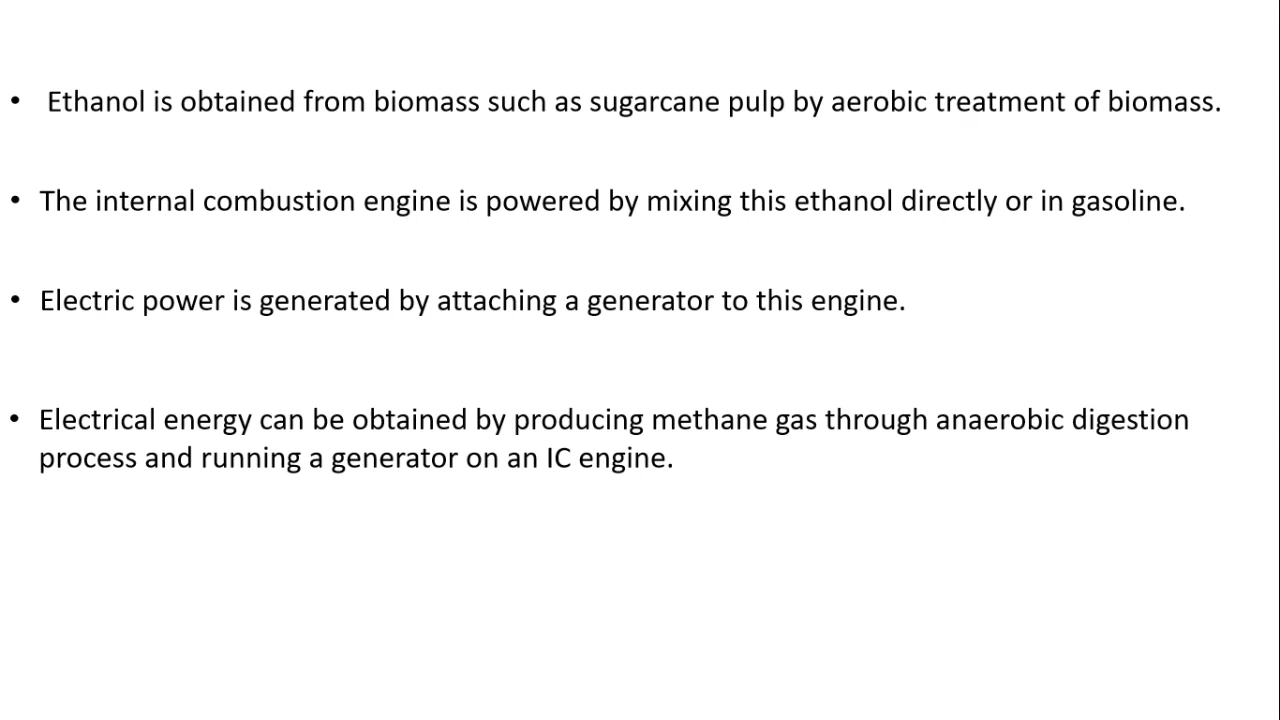 • Ethanol is obtained from biomass such as sugarcane pulp by aerobic treatment of biomass.
• The internal combustion engine is powered by mixing this ethanol directly or in gasoline.
• Electric power is generated by attaching a generator to this engine.
• Electrical energy can be obtained by producing methane gas through anaerobic digestion
process and running a generator on an IC engine.